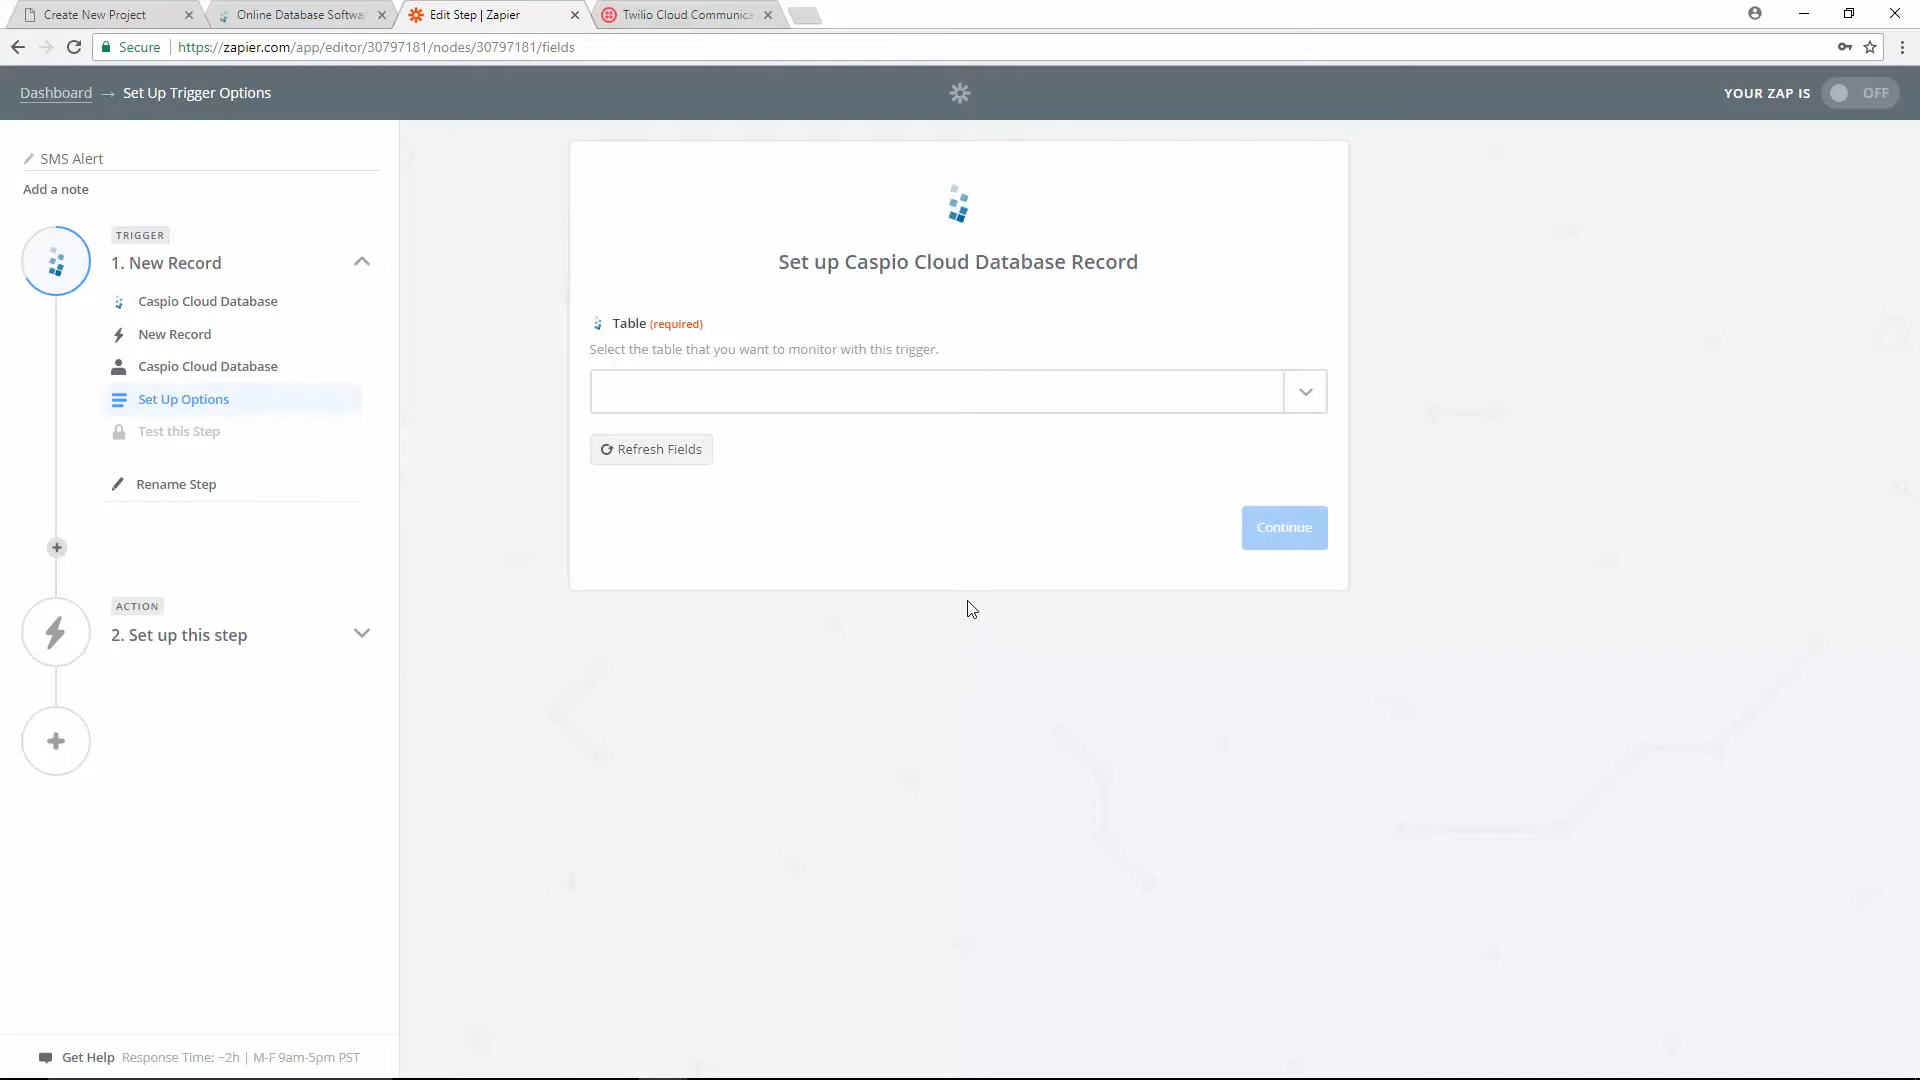 Create New Project
Online Database Softwar
Edit Step | Zapier
Twilio Cloud Communica
Secure
https://zapier.com/app/editor/30797181/nodes/30797181/fields
Dashboard → Set Up Trigger Options
YOUR ZAP IS
OFF
SMS Alert
Add a note
TRIGGER
1. New Record
Caspio Cloud Database
New Record
Caspio Cloud Database
Set Up Options
Test this Step
Rename Step
ACTION
2. Set up this step
Set up Caspio Cloud Database Record
Table (required)
Select the table that you want to monitor with this trigger.
Refresh Fields
Continue
Get Help Response Time: ~2h | M-F 9am-5pm PST